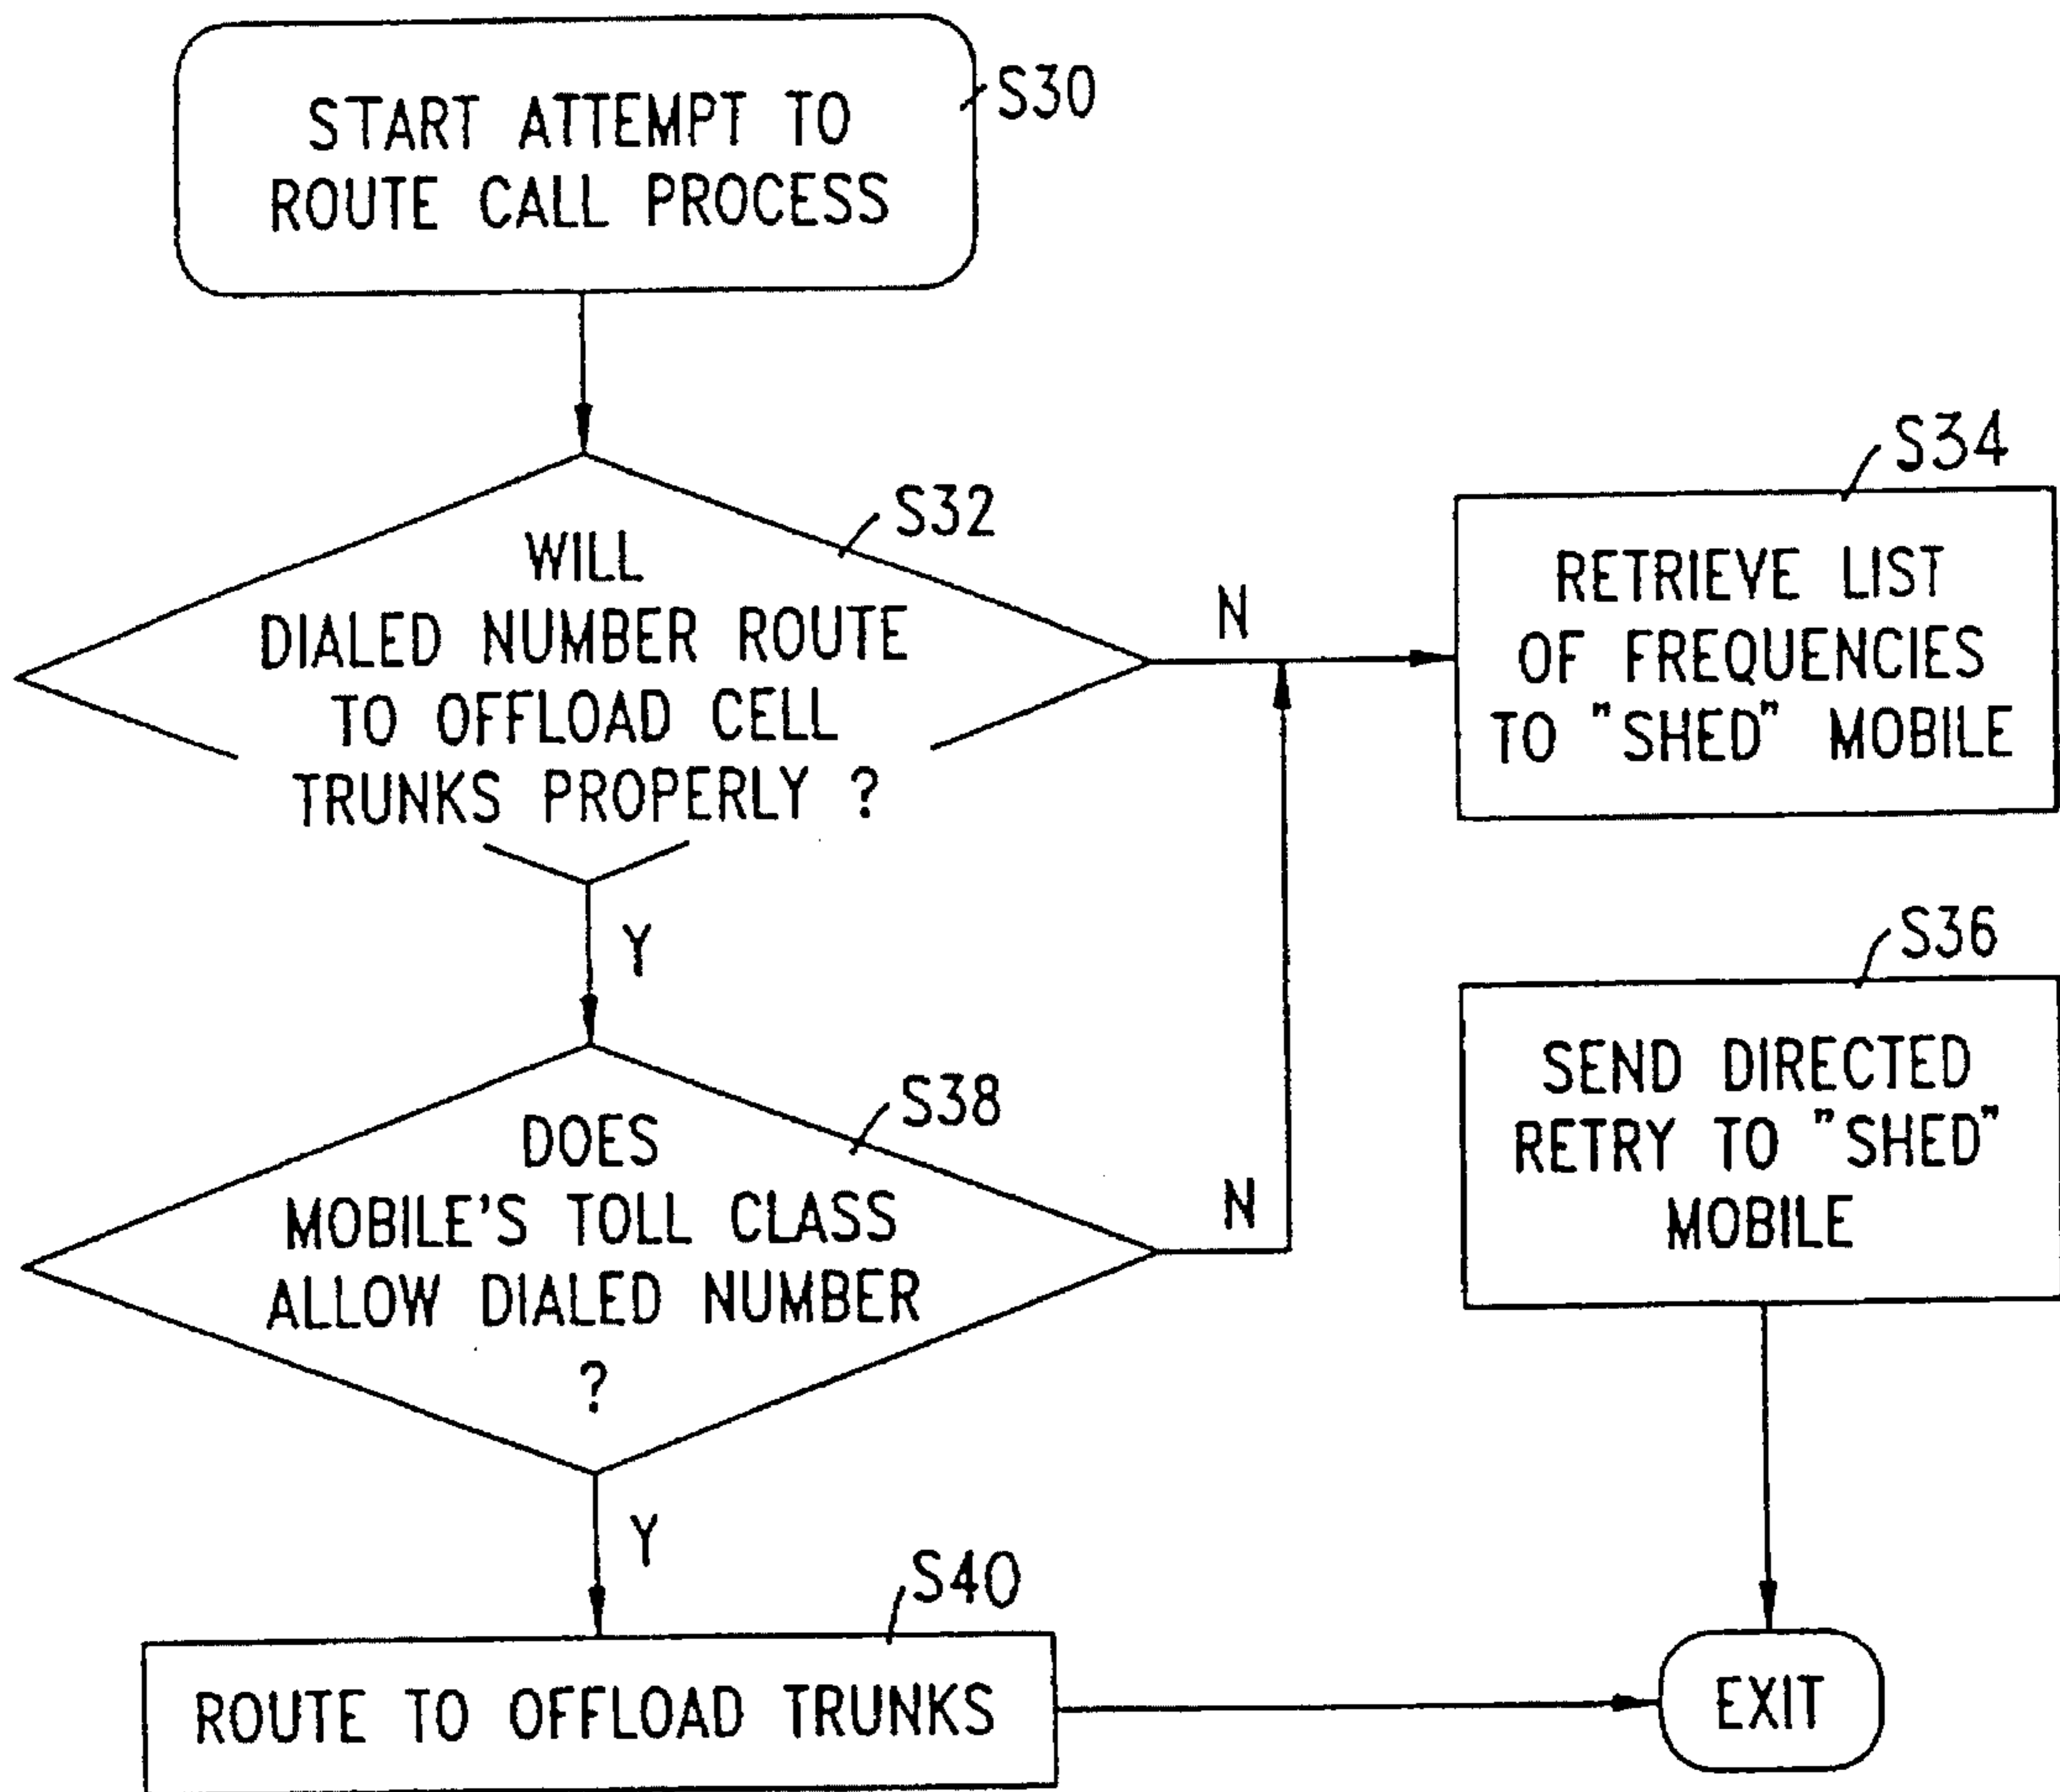 START ATTEMPT TO
ROUTE CALL PROCESS
S30
S32
WILL
DIALED NUMBER ROUTE
TO OFFLOAD CELL
TRUNKS PROPERLY ?
N
S34
RETRIEVE LIST
OF FREQUENCIES
TO "SHED" MOBILE
Y
S36
SEND DIRECTED
RETRY TO "SHED"
MOBILE
S38
DOES
MOBILE'S TOLL CLASS
ALLOW DIALED NUMBER
?
N
Y
S40
ROUTE TO OFFLOAD TRUNKS
EXIT